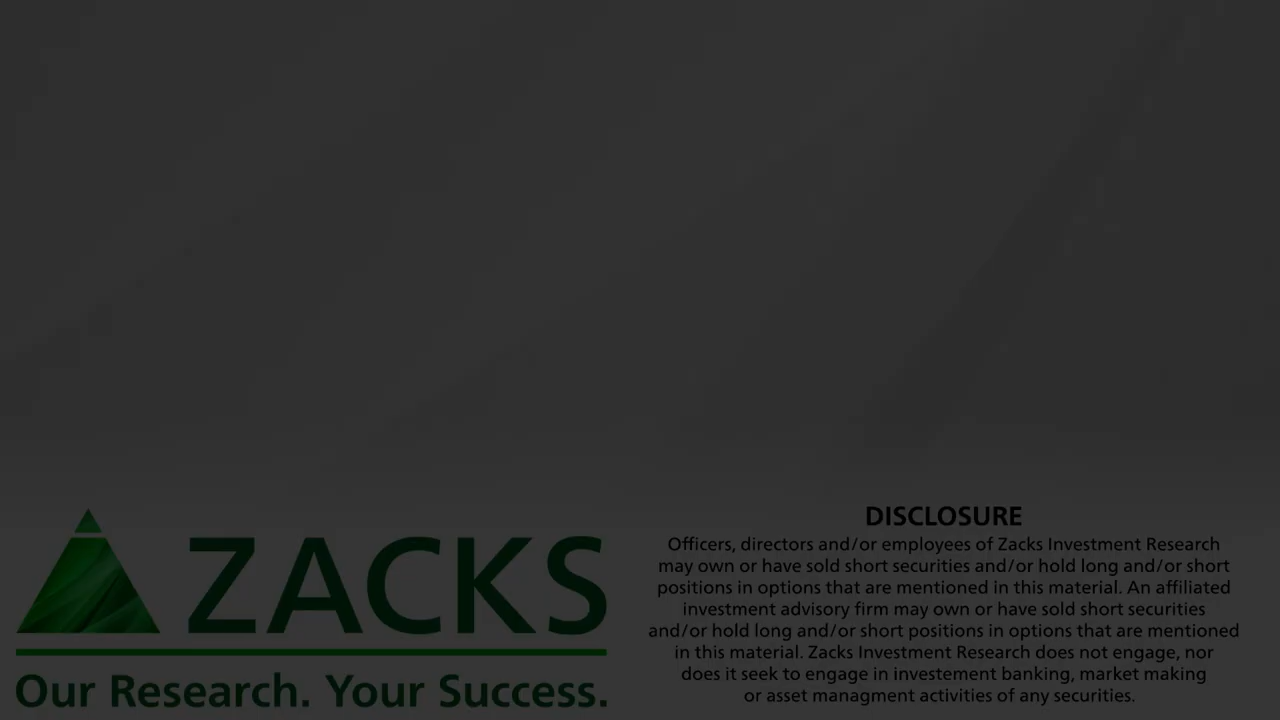 ZACKS
Our Research. Your Success.
DISCLOSURE
Officers, directors and/or employees of Zacks Investment Research
may own or have sold short securities and/or hold long and/or short
positions in options that are mentioned in this material. An affiliated
investment advisory firm may own or have sold short securities
and/or hold long and/or short positions in options that are mentioned
in this material. Zacks Investment Research does not engage, nor
does it seek to engage in investement banking, market making
or asset managment activities of any securities.